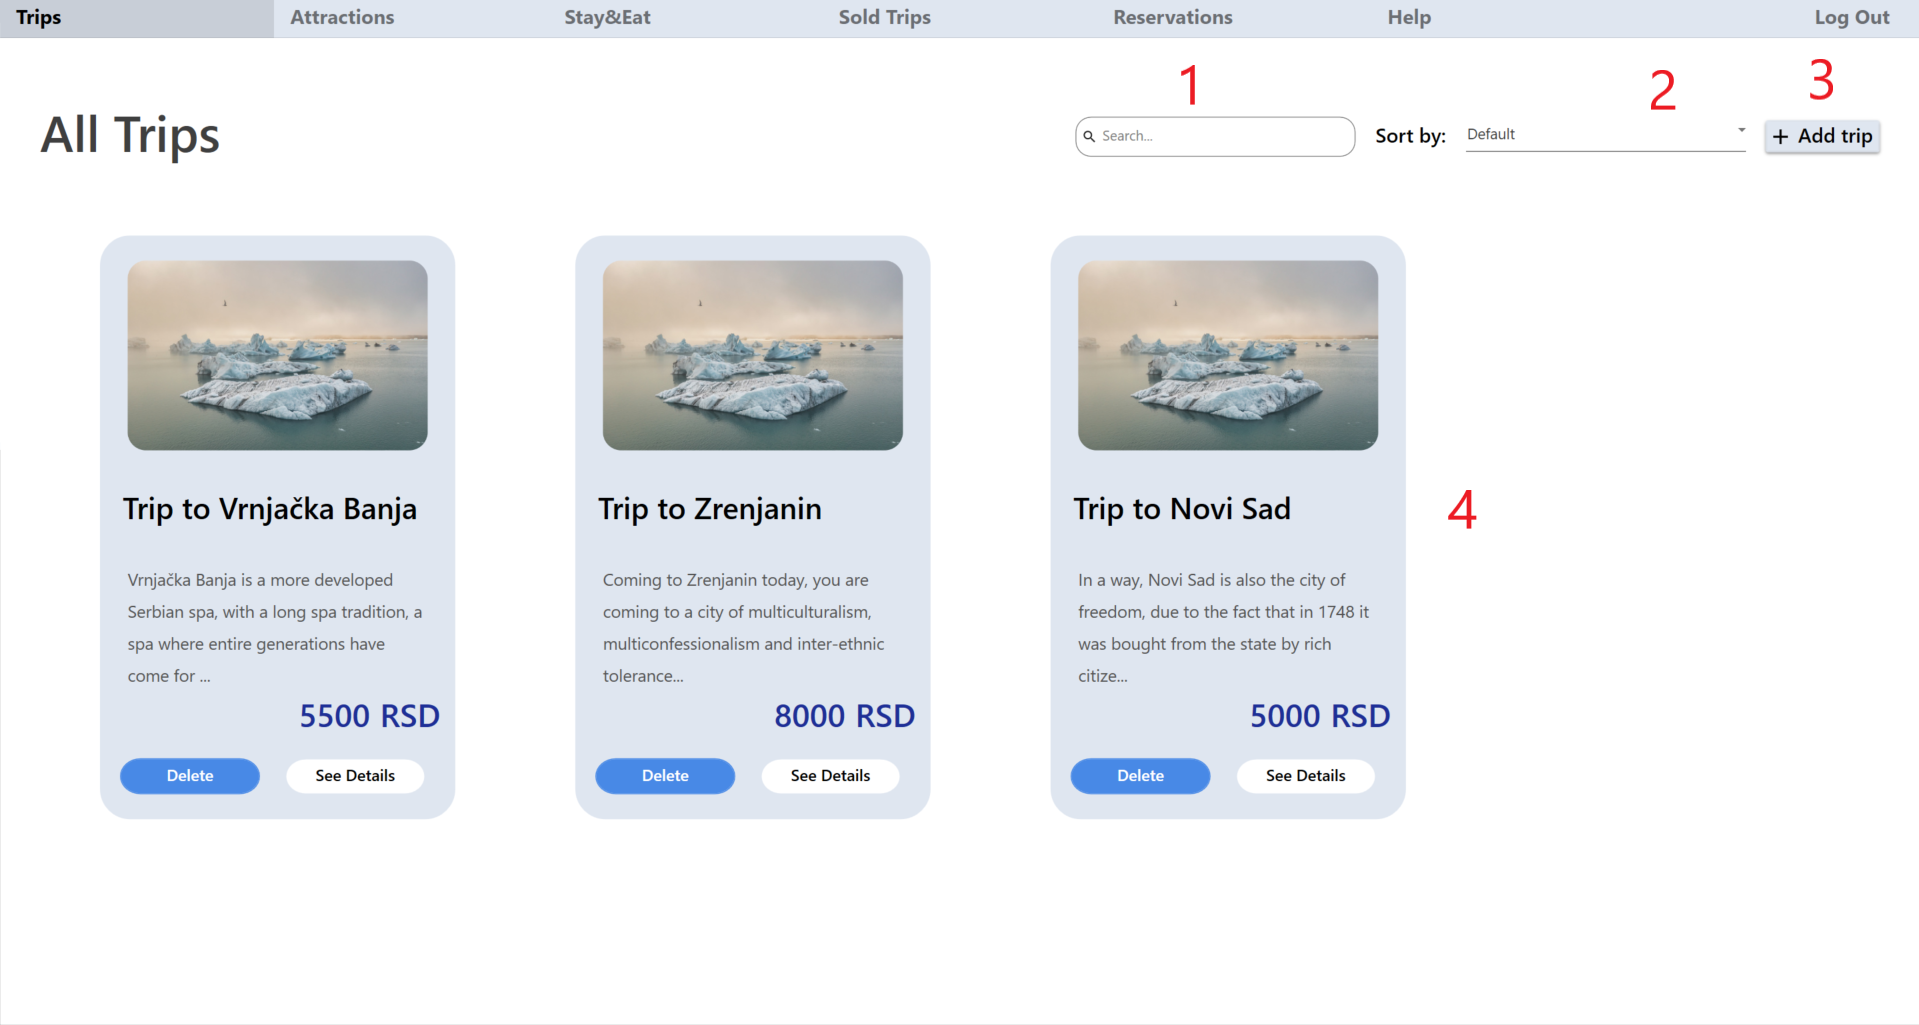 Trips Attractions Stay&Eat Sold Trips Reservations Help Log Out
1 2 3
All Trips Search... Sort by: Default + Add trip
Trip to Vrnjačka Banja
Vrnjačka Banja is a more developed
Serbian spa, with a long spa tradition, a
spa where entire generations have
come for ...
5500 RSD
Delete See Details
Trip to Zrenjanin
Coming to Zrenjanin today, you are
coming to a city of multiculturalism,
multiconfessionalism and inter-ethnic
tolerance...
8000 RSD
Delete See Details
Trip to Novi Sad
In a way, Novi Sad is also the city of
freedom, due to the fact that in 1748 it
was bought from the state by rich
citize...
5000 RSD
Delete See Details
4